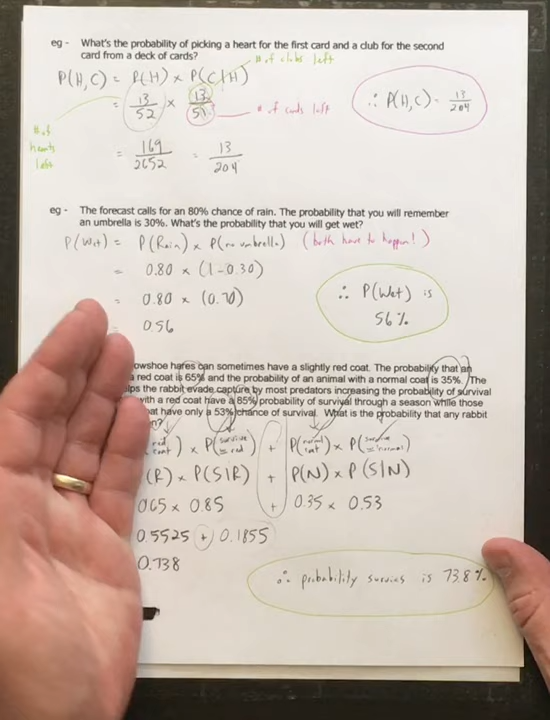 eg - What's the probability of picking a heart for the first card and a club for the second
card from a deck of cards?
# of clubs left
P(H,C) = P(H) × P(C|H)
= 13/52 × 13/51
# of cards left
∴ P(H,C) = 13/204
# of
hearts
left
= 169/2652 = 13/204
eg - The forecast calls for an 80% chance of rain. The probability that you will remember
an umbrella is 30%. What's the probability that you will get wet?
P(Wet) = P(Rain) × P(no umbrella) (both have to happen!)
= 0.80 × (1-0.30)
= 0.80 × (0.70)
∴ P(Wet) is
56%
0.56
owshoe hares can sometimes have a slightly red coat. The probability that an
a red coat is 65% and the probability of an animal with a normal coat is 35%. The
lps the rabbit evade capture by most predators increasing the probability of survival
with a red coat have a 85% probability of survival through a season while those
at have only a 53% chance of survival. What is the probability that any rabbit
n?
red coat) × P(survive = red) + P(normal coat) × P(survive = normal)
(R) × P(S|R) + P(N) × P(S|N)
0.65 × 0.85 + 0.35 × 0.53
0.5525 + 0.1855
0.738
∴ probability survives is 73.8%